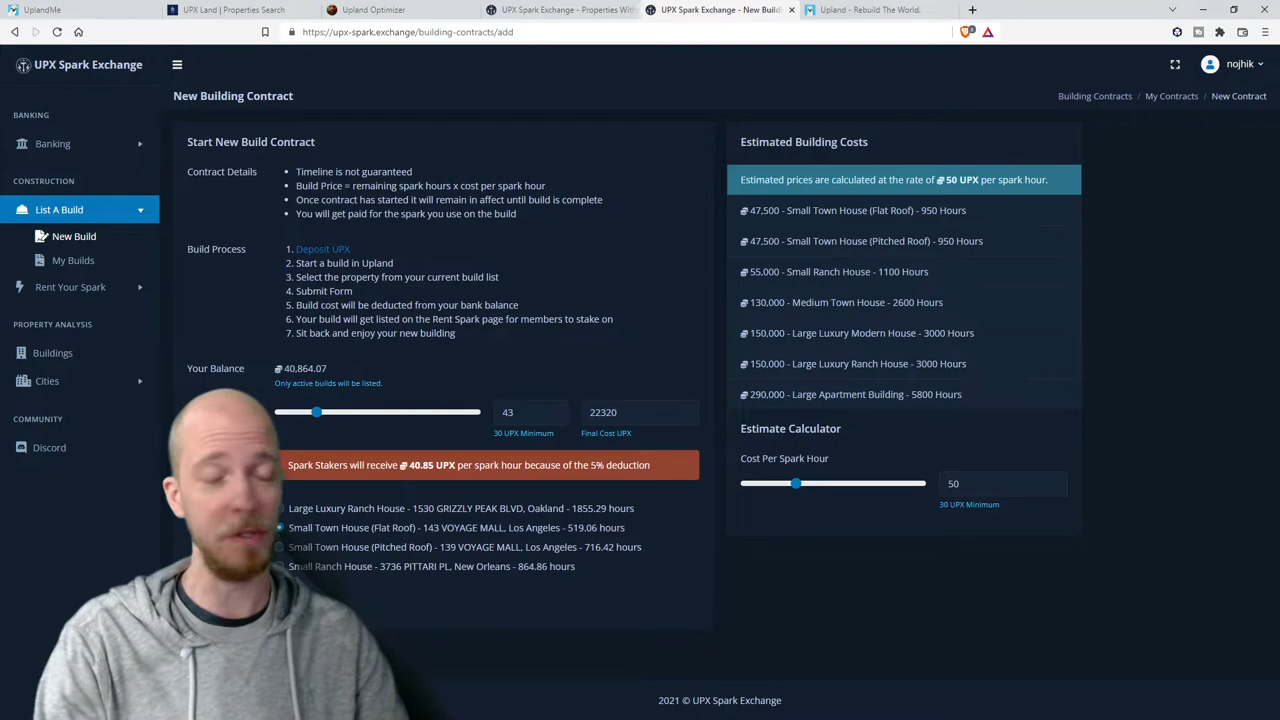 UplandMe
UPX Land | Properties Search
Upland Optimizer
UPX Spark Exchange - Properties With
UPX Spark Exchange - New Build
Upland - Rebuild The World.
https://upx-spark.exchange/building-contracts/add
UPX Spark Exchange
nojhik
New Building Contract
Building Contracts / My Contracts / New Contract
BANKING
Banking
CONSTRUCTION
List A Build
New Build
My Builds
Rent Your Spark
PROPERTY ANALYSIS
Buildings
Cities
COMMUNITY
Discord
Start New Build Contract
Contract Details
• Timeline is not guaranteed
• Build Price = remaining spark hours x cost per spark hour
• Once contract has started it will remain in affect until build is complete
• You will get paid for the spark you use on the build
Build Process
1. Deposit UPX
2. Start a build in Upland
3. Select the property from your current build list
4. Submit Form
5. Build cost will be deducted from your bank balance
6. Your build will get listed on the Rent Spark page for members to stake on
7. Sit back and enjoy your new building
Your Balance
40,864.07
Only active builds will be listed.
43
22320
30 UPX Minimum
Final Cost UPX
Spark Stakers will receive 40.85 UPX per spark hour because of the 5% deduction
Large Luxury Ranch House - 1530 GRIZZLY PEAK BLVD, Oakland - 1855.29 hours
Small Town House (Flat Roof) - 143 VOYAGE MALL, Los Angeles - 519.06 hours
Small Town House (Pitched Roof) - 139 VOYAGE MALL, Los Angeles - 716.42 hours
Small Ranch House - 3736 PITTARI PL, New Orleans - 864.86 hours
Estimated Building Costs
Estimated prices are calculated at the rate of 50 UPX per spark hour.
47,500 - Small Town House (Flat Roof) - 950 Hours
47,500 - Small Town House (Pitched Roof) - 950 Hours
55,000 - Small Ranch House - 1100 Hours
130,000 - Medium Town House - 2600 Hours
150,000 - Large Luxury Modern House - 3000 Hours
150,000 - Large Luxury Ranch House - 3000 Hours
290,000 - Large Apartment Building - 5800 Hours
Estimate Calculator
Cost Per Spark Hour
50
30 UPX Minimum
2021 © UPX Spark Exchange